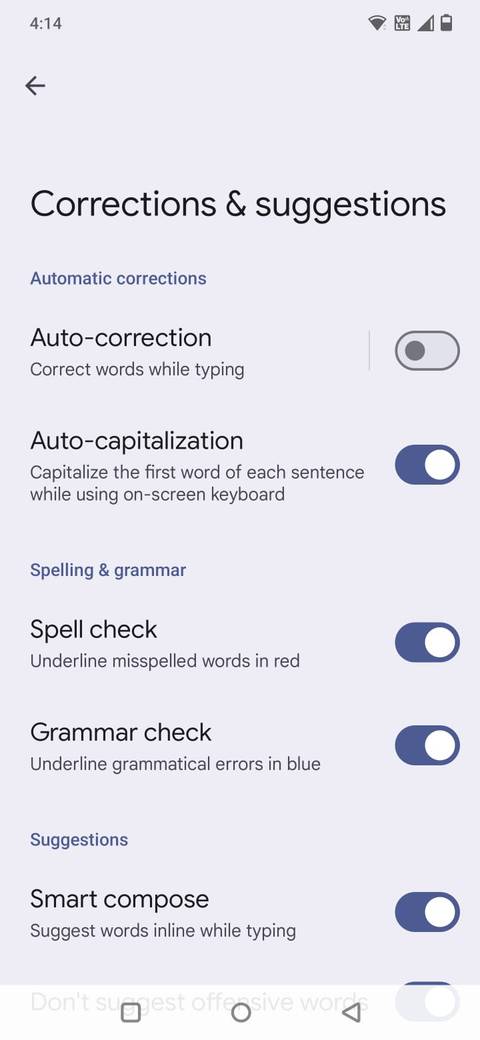 4:14
Vo))
LTE
Corrections & suggestions
Automatic corrections
Auto-correction
Correct words while typing
Auto-capitalization
Capitalize the first word of each sentence
while using on-screen keyboard
Spelling & grammar
Spell check
Underline misspelled words in red
Grammar check
Underline grammatical errors in blue
Suggestions
Smart compose
Suggest words inline while typing
Don't suggest offensive words